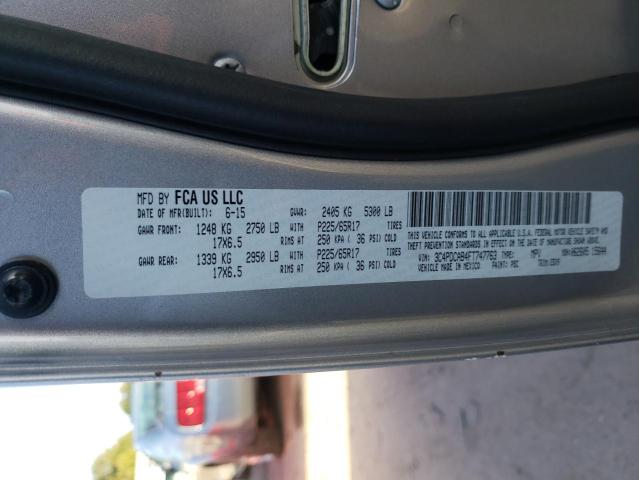 MFD BY FCA US LLC
DATE OF MFR(BUILT): 6-15 GVWR: 2405 KG 5300 LB
GAWR FRONT: 1248 KG 2750 LB WITH P225/65R17 TIRES
17X6.5 RIMS AT 250 KPA ( 36 PSI) COLD
GAWR REAR: 1339 KG 2950 LB WITH P225/65R17 TIRES
17X6.5 RIMS AT 250 KPA ( 36 PSI) COLD
THIS VEHICLE CONFORMS TO ALL APPLICABLE U.S.A. FEDERAL MOTOR VEHICLE SAFETY AND
THEFT PREVENTION STANDARDS IN EFFECT ON THE DATE OF MANUFACTURE SHOWN ABOVE.
VIN: 3C4PDCAB4FT747763 TYPE: MPV
MADE IN MEXICO PAINT: PSC TRIM: